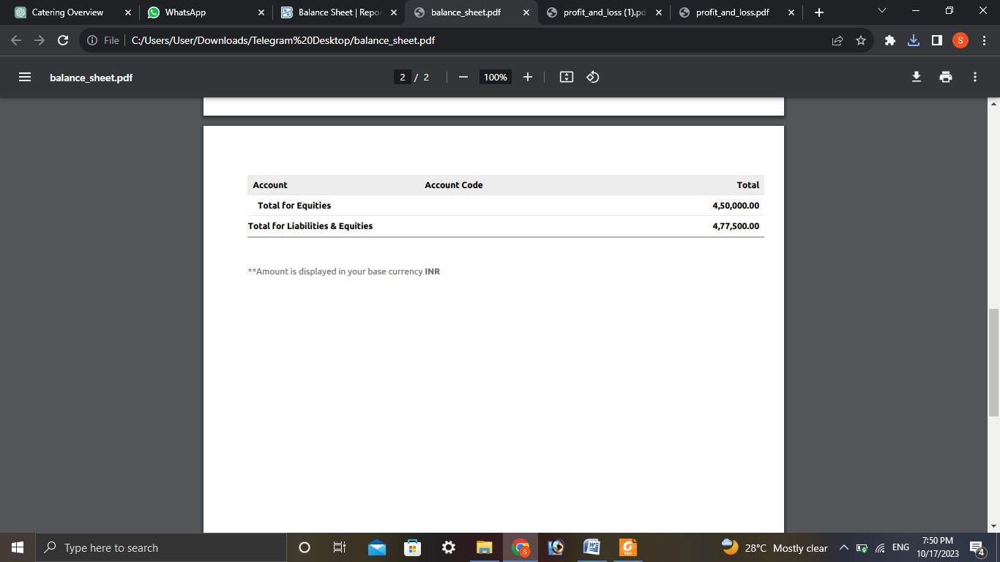 Catering Overview
WhatsApp
Balance Sheet | Repor
balance_sheet.pdf
profit_and_loss (1).pd
profit_and_loss.pdf
File
C:/Users/User/Downloads/Telegram%20Desktop/balance_sheet.pdf
S
balance_sheet.pdf
2 / 2
100%
Account Account Code Total
Total for Equities 4,50,000.00
Total for Liabilities & Equities 4,77,500.00
**Amount is displayed in your base currency INR
Type here to search
28°C Mostly clear
ENG
7:50 PM
10/17/2023
4